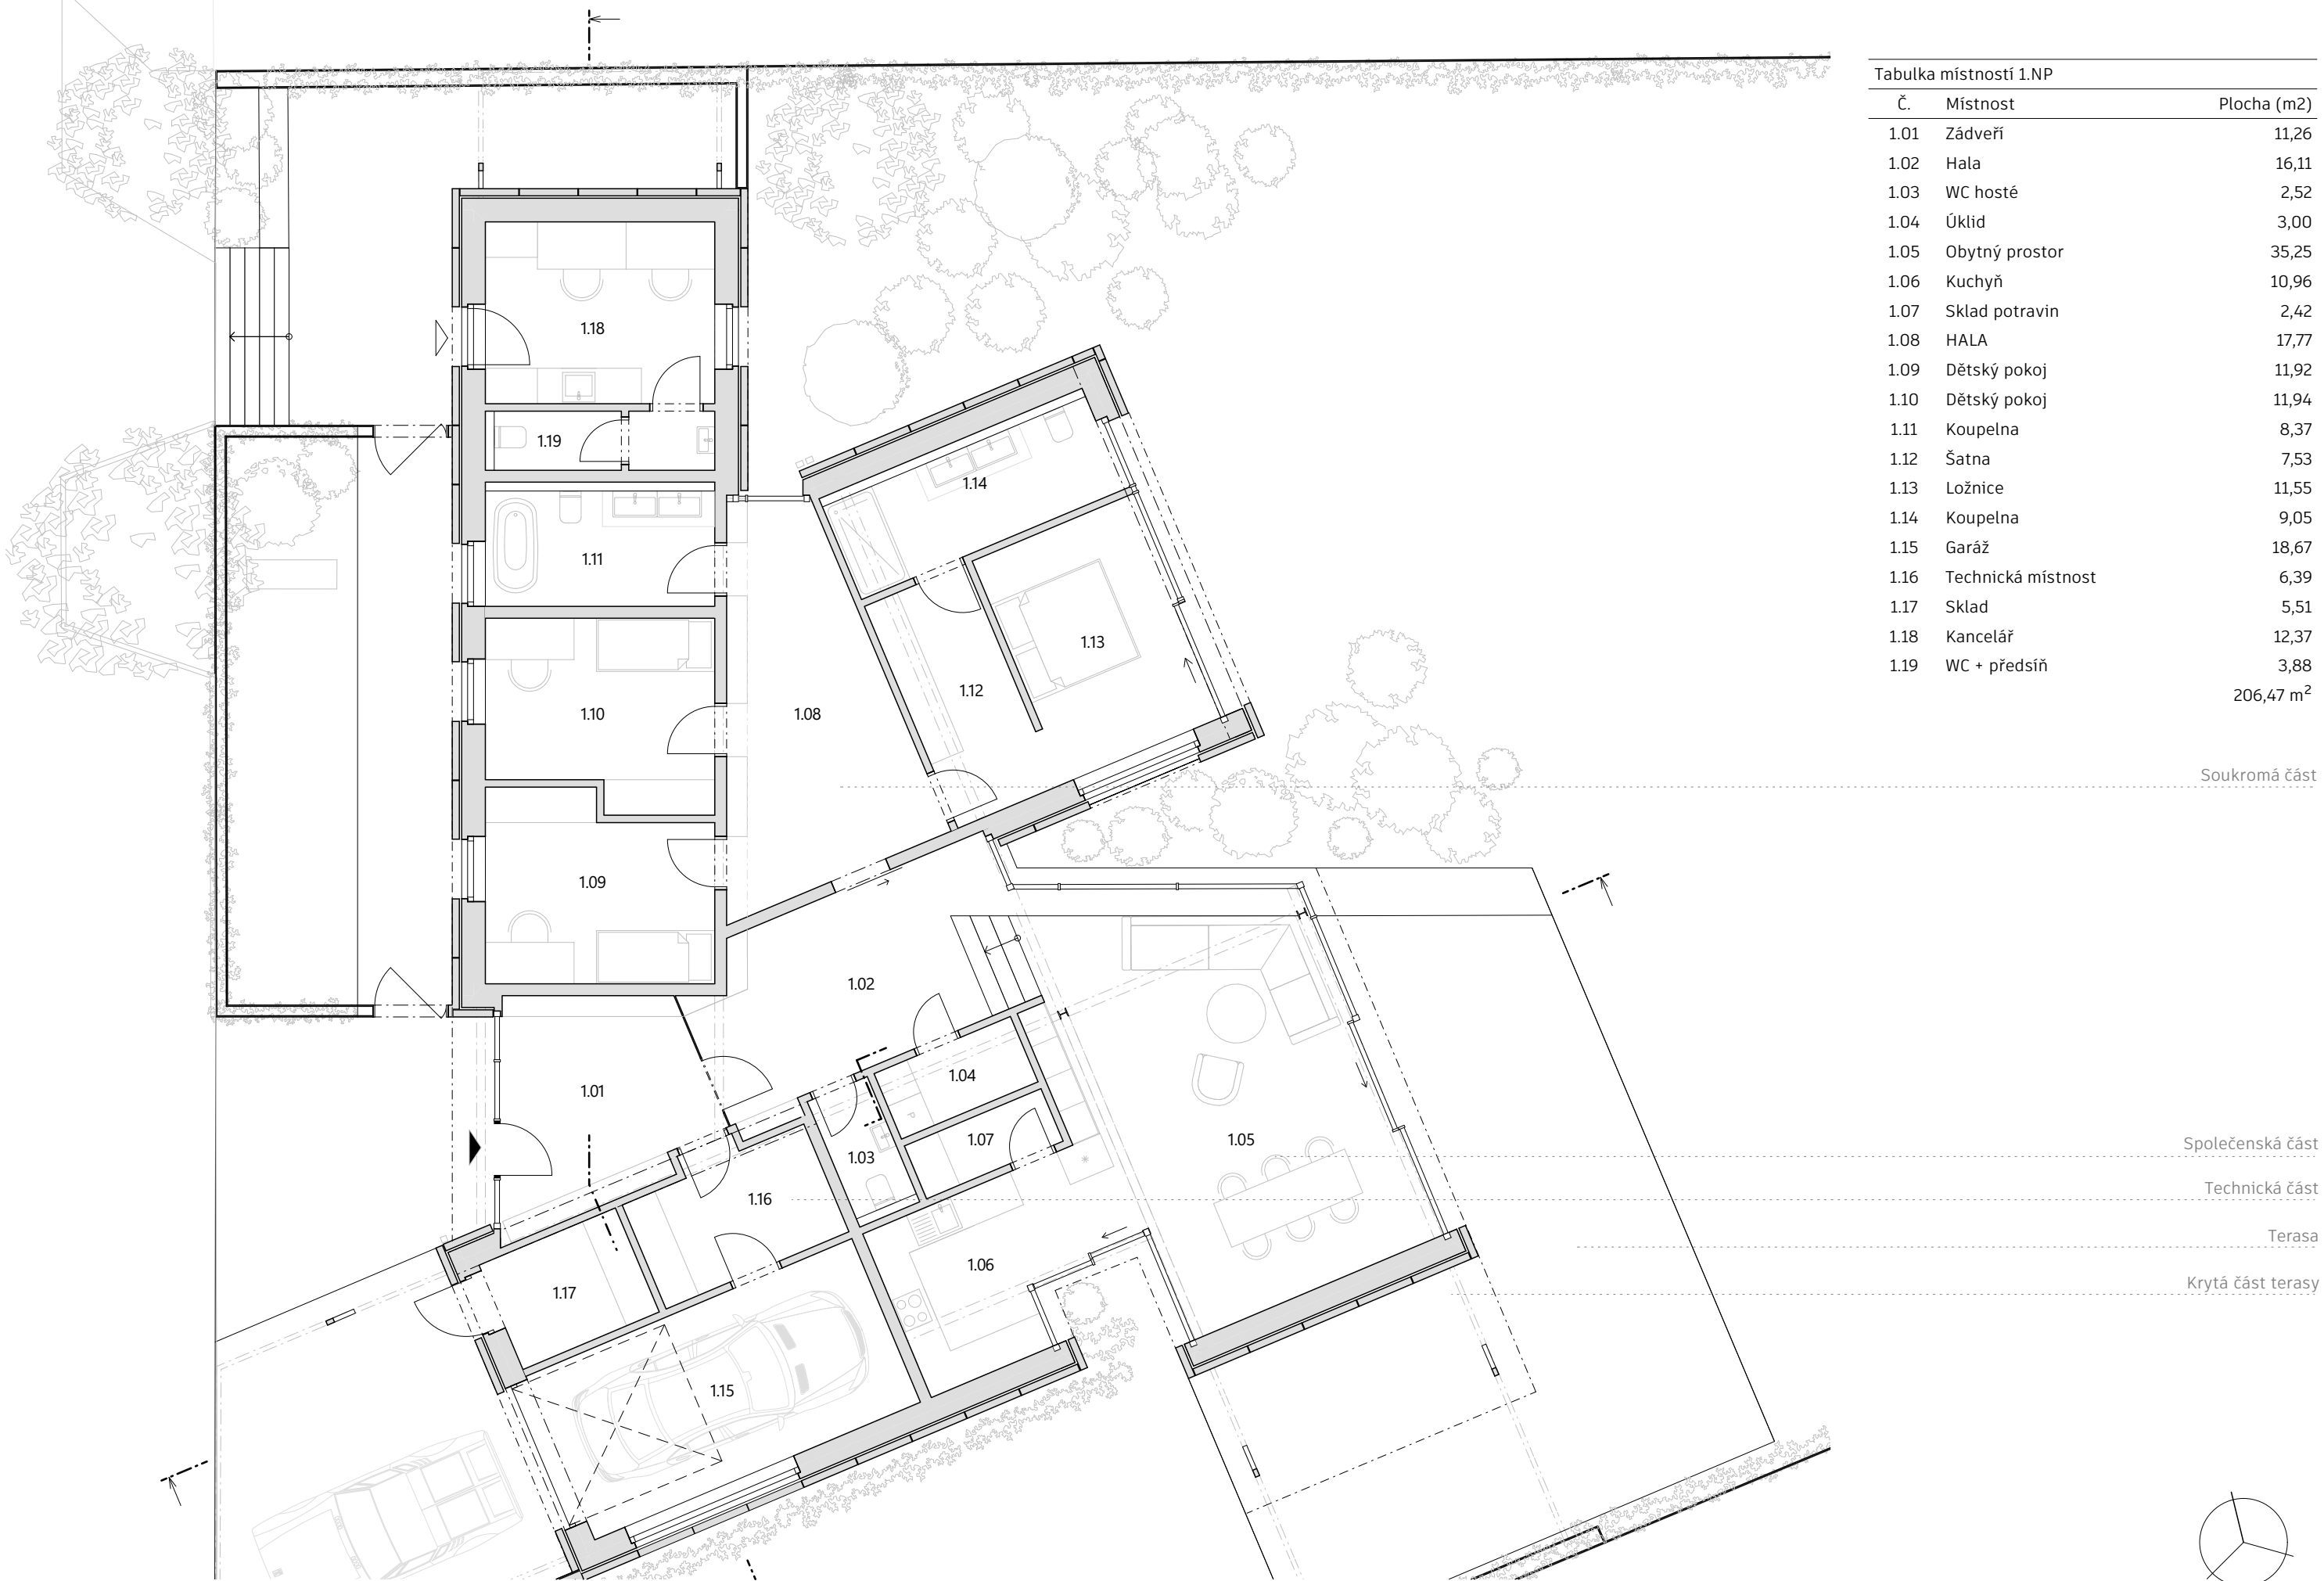 Tabulka místností 1.NP
Č. Místnost Plocha (m2)
1.01 Zádveří 11,26
1.02 Hala 16,11
1.03 WC hosté 2,52
1.04 Úklid 3,00
1.05 Obytný prostor 35,25
1.06 Kuchyň 10,96
1.07 Sklad potravin 2,42
1.08 HALA 17,77
1.09 Dětský pokoj 11,92
1.10 Dětský pokoj 11,94
1.11 Koupelna 8,37
1.12 Šatna 7,53
1.13 Ložnice 11,55
1.14 Koupelna 9,05
1.15 Garáž 18,67
1.16 Technická místnost 6,39
1.17 Sklad 5,51
1.18 Kancelář 12,37
1.19 WC + předsíň 3,88
206,47 m²
1.18
1.19
1.14
1.11
1.13
1.12
1.10
1.08
Soukromá část
1.09
1.02
1.04
1.01
1.07
1.05
Společenská část
1.03
1.16
Technická část
Terasa
1.06
1.17
Krytá část terasy
1.15
P